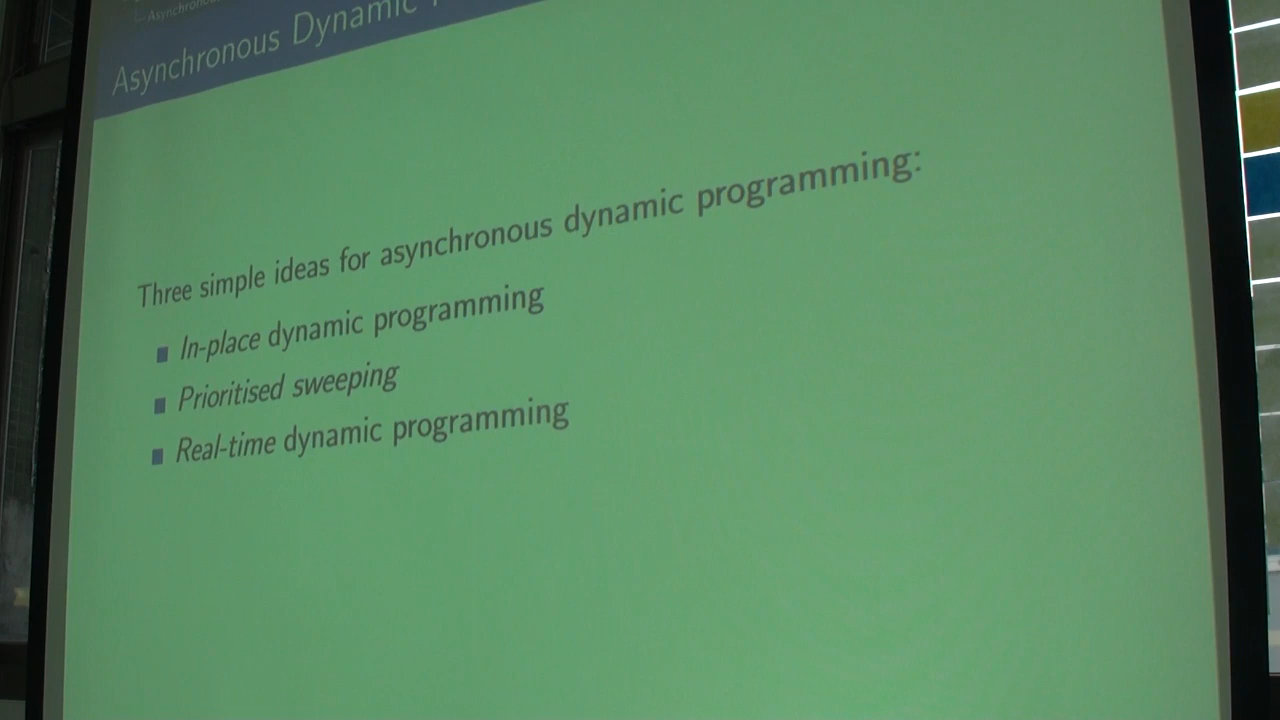 Asynchronous
Asynchronous Dynamic
Three simple ideas for asynchronous dynamic programming:
In-place dynamic programming
Prioritised sweeping
Real-time dynamic programming